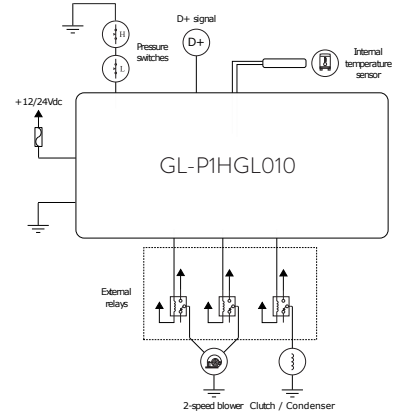 D+ signal
H
Pressure
switches
L
D+
Internal
temperature
sensor
+12/24Vdc
GL-P1HGL010
External
relays
2-speed blower
Clutch / Condenser